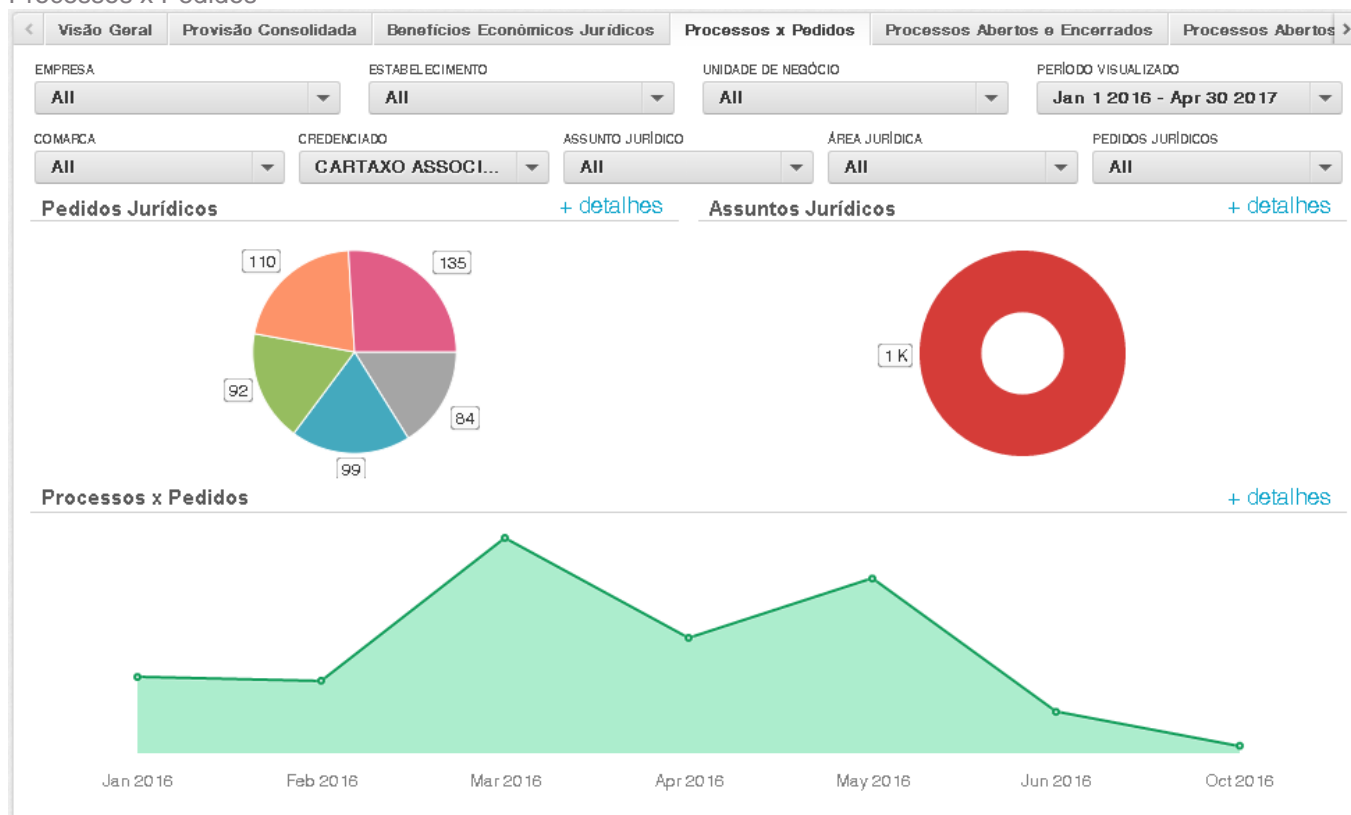 Processos x Pedidos
Visão Geral Provisão Consolidada Benefícios Econômicos Jurídicos Processos x Pedidos Processos Abertos e Encerrados Processos Abertos
EMPRESA ESTABELECIMENTO UNIDADE DE NEGÓCIO PERÍODO VISUALIZADO
All All All Jan 1 2016 - Apr 30 2017
COMARCA CREDENCIADO ASSUNTO JURÍDICO ÁREA JURÍDICA PEDIDOS JURÍDICOS
All CARTAXO ASSOCI... All All All
Pedidos Jurídicos + detalhes Assuntos Jurídicos + detalhes
110 135
1 K
92
84
99
Processos x Pedidos + detalhes
Jan 2016 Feb 2016 Mar 2016 Apr 2016 May 2016 Jun 2016 Oct 2016